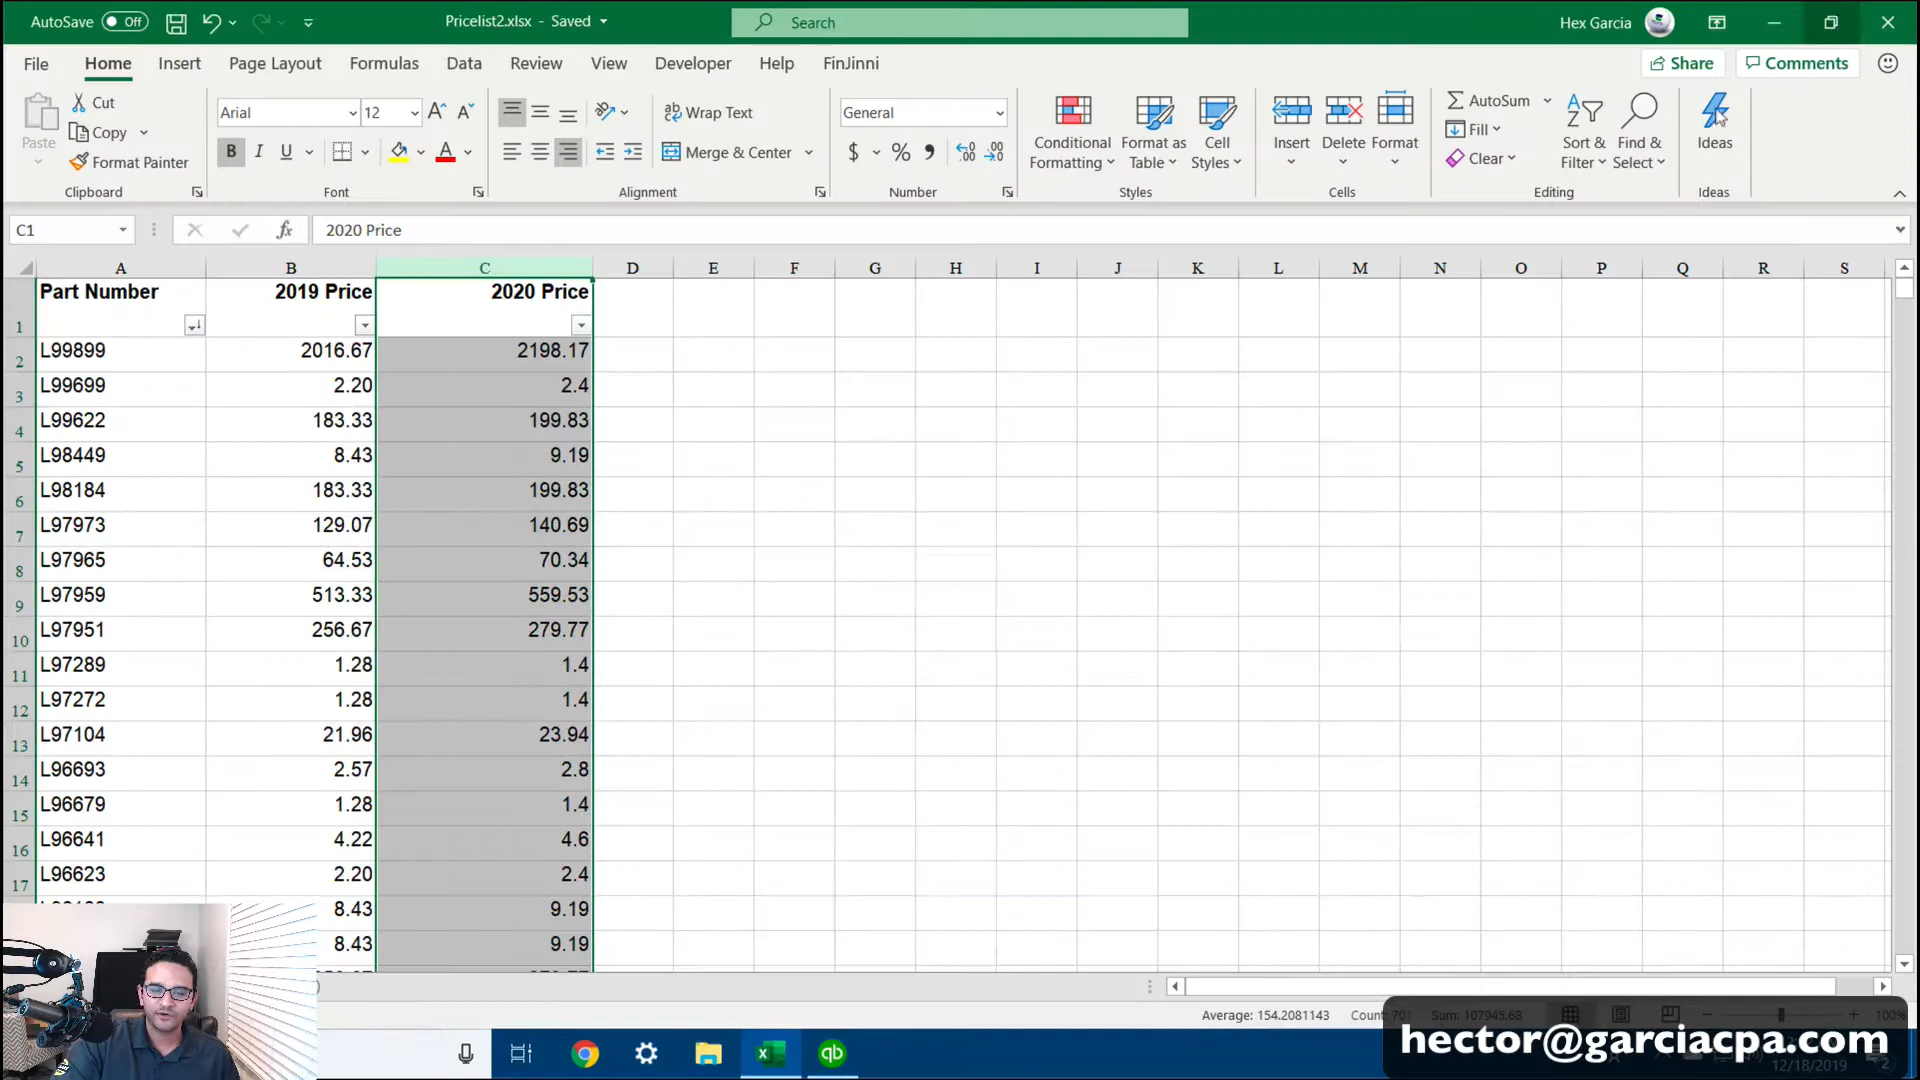 AutoSave Off Pricelist2.xlsx - Saved Search Hex Garcia
File Home Insert Page Layout Formulas Data Review View Developer Help FinJinni Share Comments
Paste Cut Copy Format Painter
Clipboard
Arial 12
B I U A
Font
ab Wrap Text
Merge & Center
Alignment
General
$ % 9
Number
Conditional Formatting Format as Table Cell Styles
Styles
Insert Delete Format
Cells
AutoSum Fill Clear Sort & Filter Find & Select
Editing
Ideas
Ideas
C1 fx 2020 Price
A B C D E F G H I J K L M N O P Q R S
1 Part Number 2019 Price 2020 Price
2 L99899 2016.67 2198.17
3 L99699 2.20 2.4
4 L99622 183.33 199.83
5 L98449 8.43 9.19
6 L98184 183.33 199.83
7 L97973 129.07 140.69
8 L97965 64.53 70.34
9 L97959 513.33 559.53
10 L97951 256.67 279.77
11 L97289 1.28 1.4
12 L97272 1.28 1.4
13 L97104 21.96 23.94
14 L96693 2.57 2.8
15 L96679 1.28 1.4
16 L96641 4.22 4.6
17 L96623 2.20 2.4
8.43 9.19
8.43 9.19
Average: 154.2081143 Count: 701 Sum: 107945.68 100%
hector@garciacpa.com
qb
12/18/2019